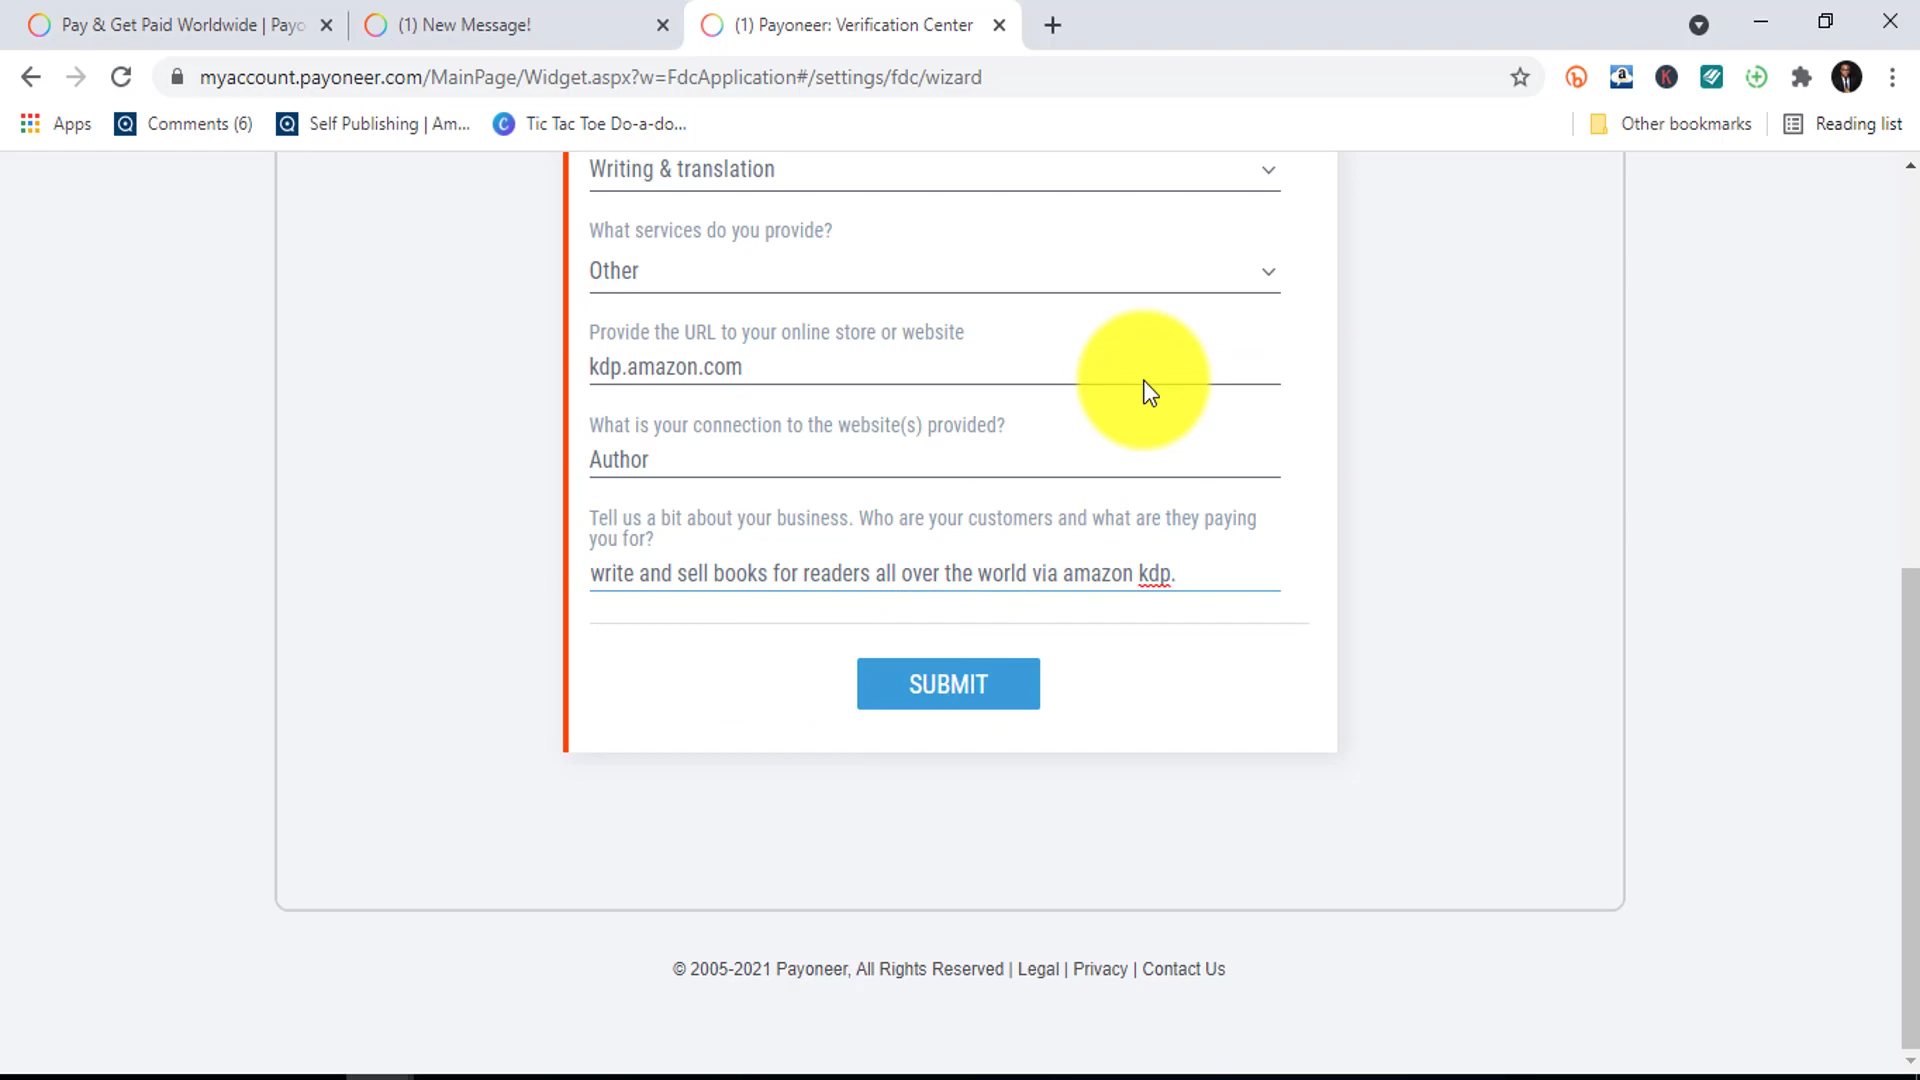 Pay & Get Paid Worldwide | Payo
(1) New Message!
(1) Payoneer: Verification Center
myaccount.payoneer.com/MainPage/Widget.aspx?w=FdcApplication#/settings/fdc/wizard
Apps
Comments (6)
Self Publishing | Am...
Tic Tac Toe Do-a-do...
Other bookmarks
Reading list
Writing & translation
What services do you provide?
Other
Provide the URL to your online store or website
kdp.amazon.com
What is your connection to the website(s) provided?
Author
Tell us a bit about your business. Who are your customers and what are they paying
you for?
write and sell books for readers all over the world via amazon kdp.
SUBMIT
© 2005-2021 Payoneer, All Rights Reserved | Legal | Privacy | Contact Us